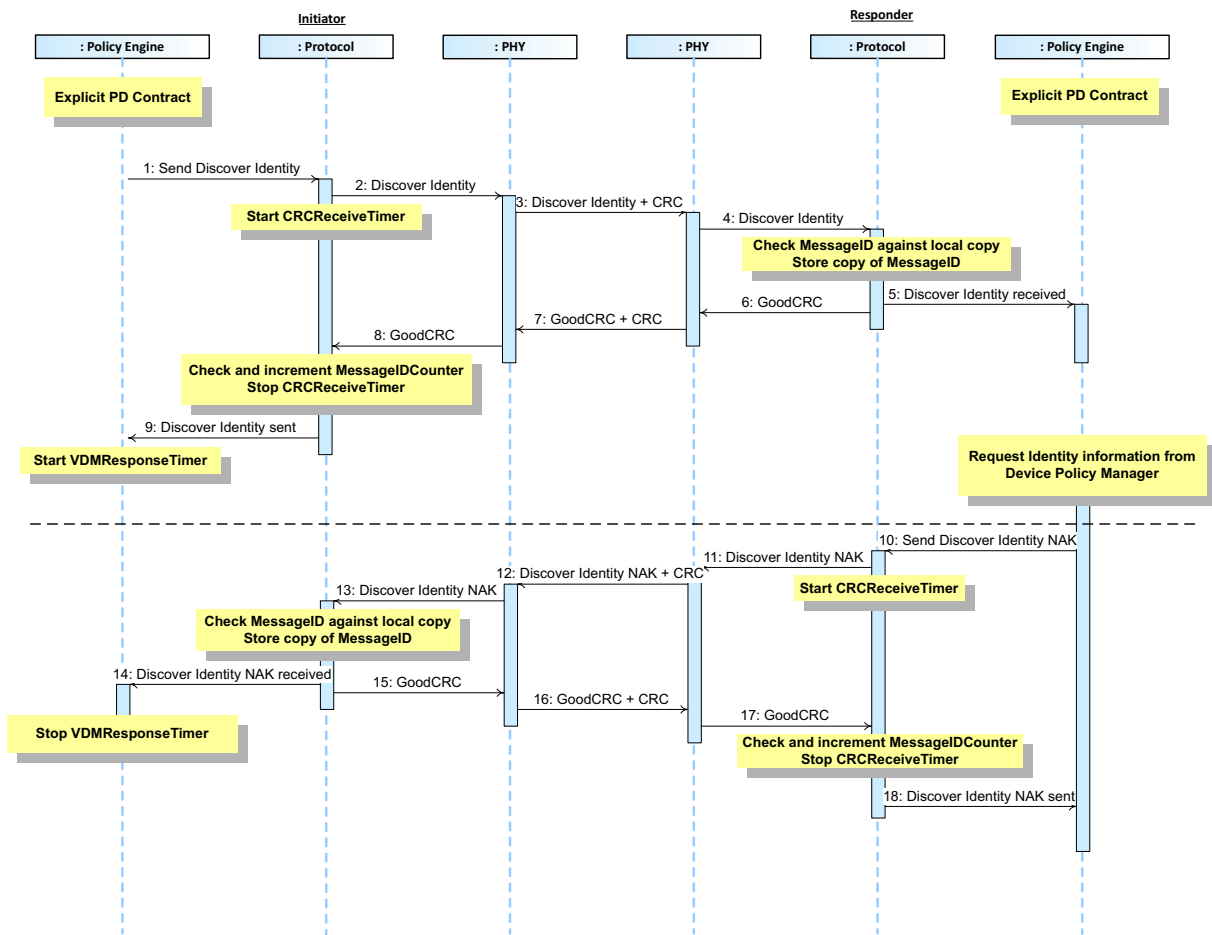 Initiator
Responder
: Policy Engine
: Protocol
: PHY
: PHY
: Protocol
: Policy Engine
Explicit PD Contract
Explicit PD Contract
1: Send Discover Identity
2: Discover Identity
Start CRCReceiveTimer
3: Discover Identity + CRC
4: Discover Identity
Check MessageID against local copy
Store copy of MessageID
5: Discover Identity received
6: GoodCRC
7: GoodCRC + CRC
8: GoodCRC
Check and increment MessageIDCounter
Stop CRCReceiveTimer
9: Discover Identity sent
Start VDMResponseTimer
Request Identity information from
Device Policy Manager
10: Send Discover Identity NAK
11: Discover Identity NAK
Start CRCReceiveTimer
12: Discover Identity NAK + CRC
13: Discover Identity NAK
Check MessageID against local copy
Store copy of MessageID
14: Discover Identity NAK received
15: GoodCRC
Stop VDMResponseTimer
16: GoodCRC + CRC
17: GoodCRC
Check and increment MessageIDCounter
Stop CRCReceiveTimer
18: Discover Identity NAK sent